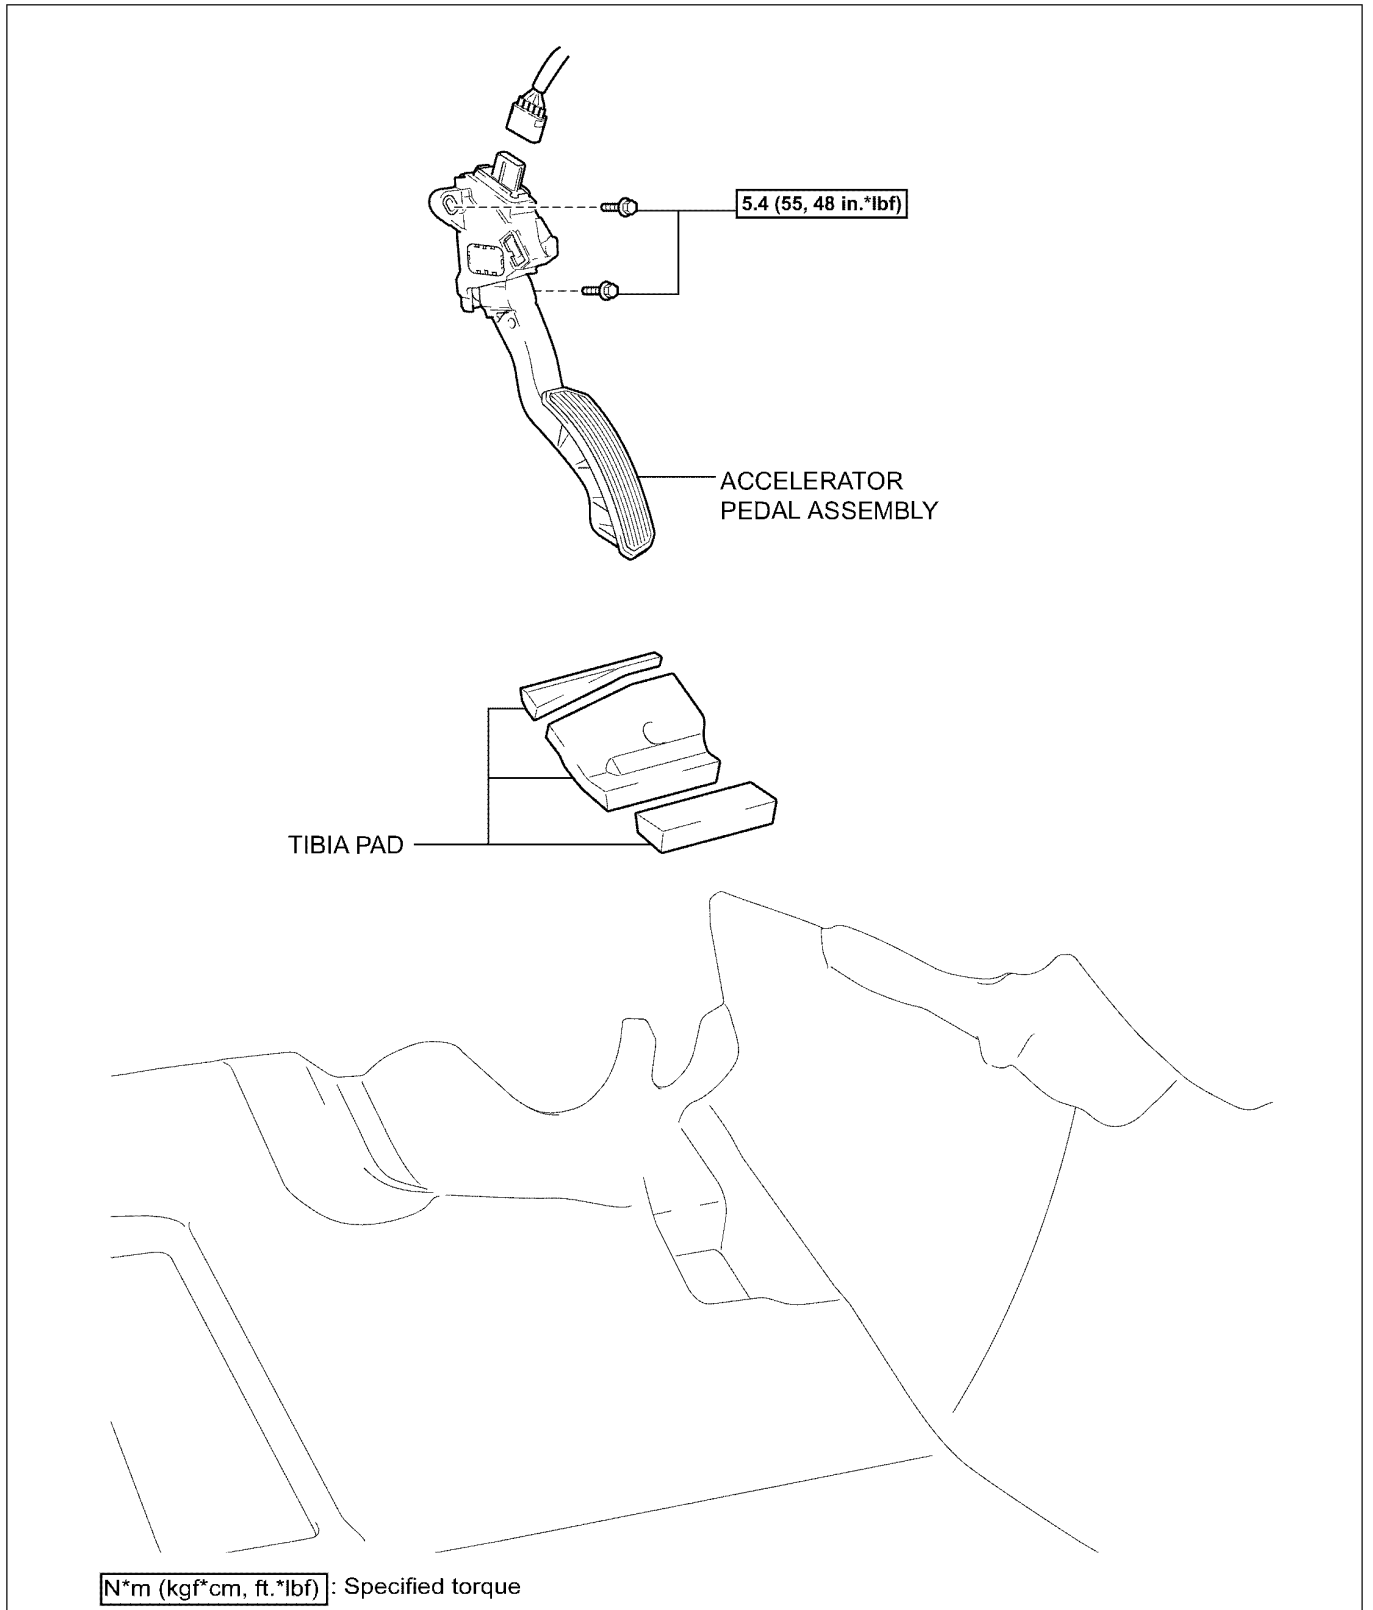 5.4 (55, 48 in.*lbf)
ACCELERATOR
PEDAL ASSEMBLY
TIBIA PAD
N*m (kgf*cm, ft.*lbf) : Specified torque